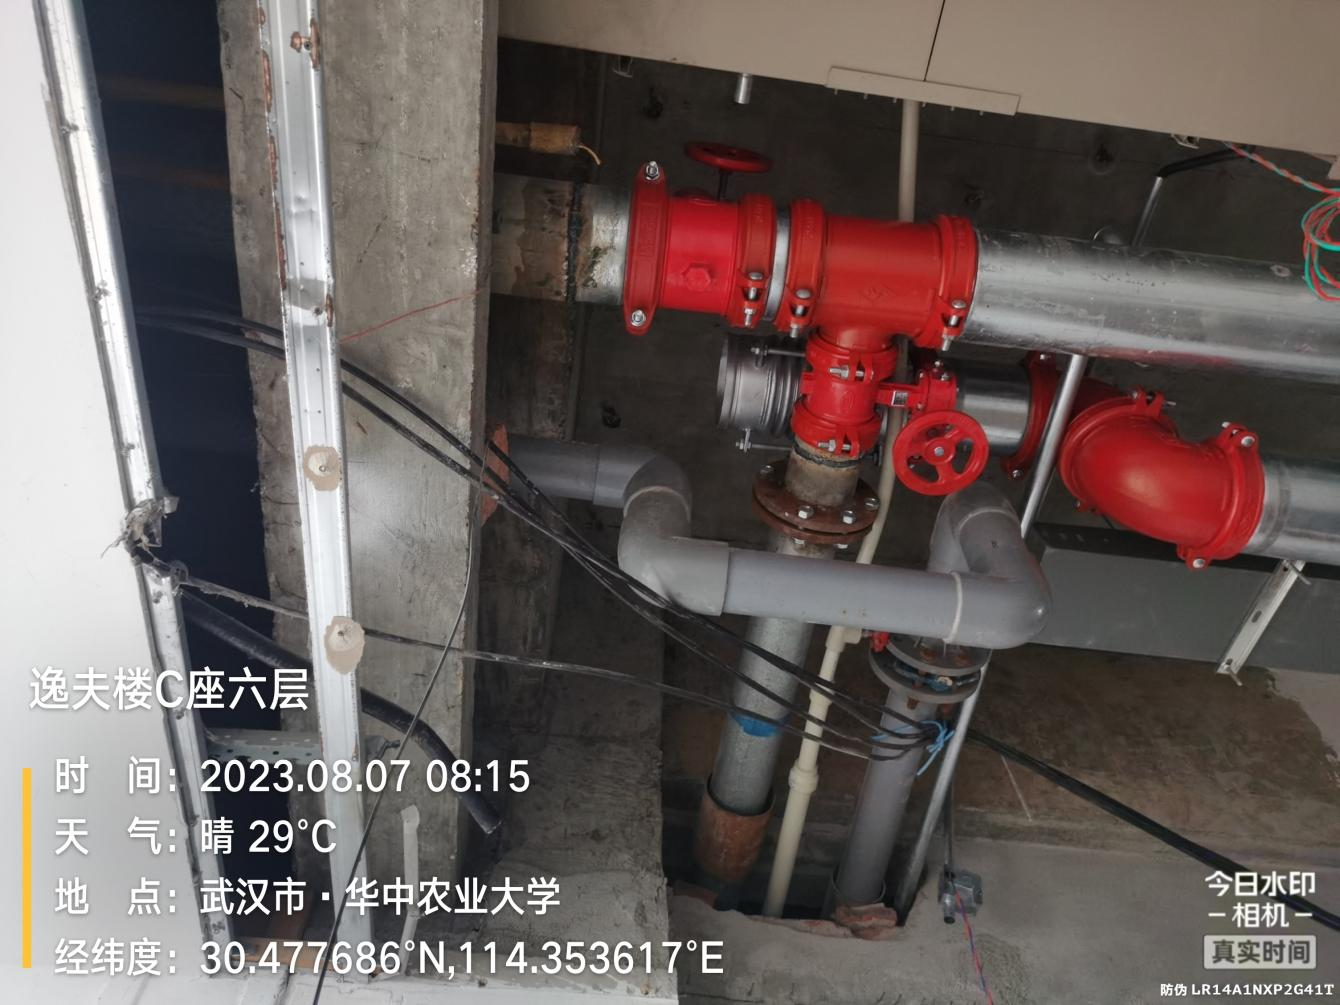 逸夫楼C座六层
时 间：2023.08.07 08:15
天 气：晴 29°C
地 点：武汉市·华中农业大学
经纬度：30.477686°N,114.353617°E
今日水印
－相机－
真实时间
防伪 LR14A1NXP2G41T